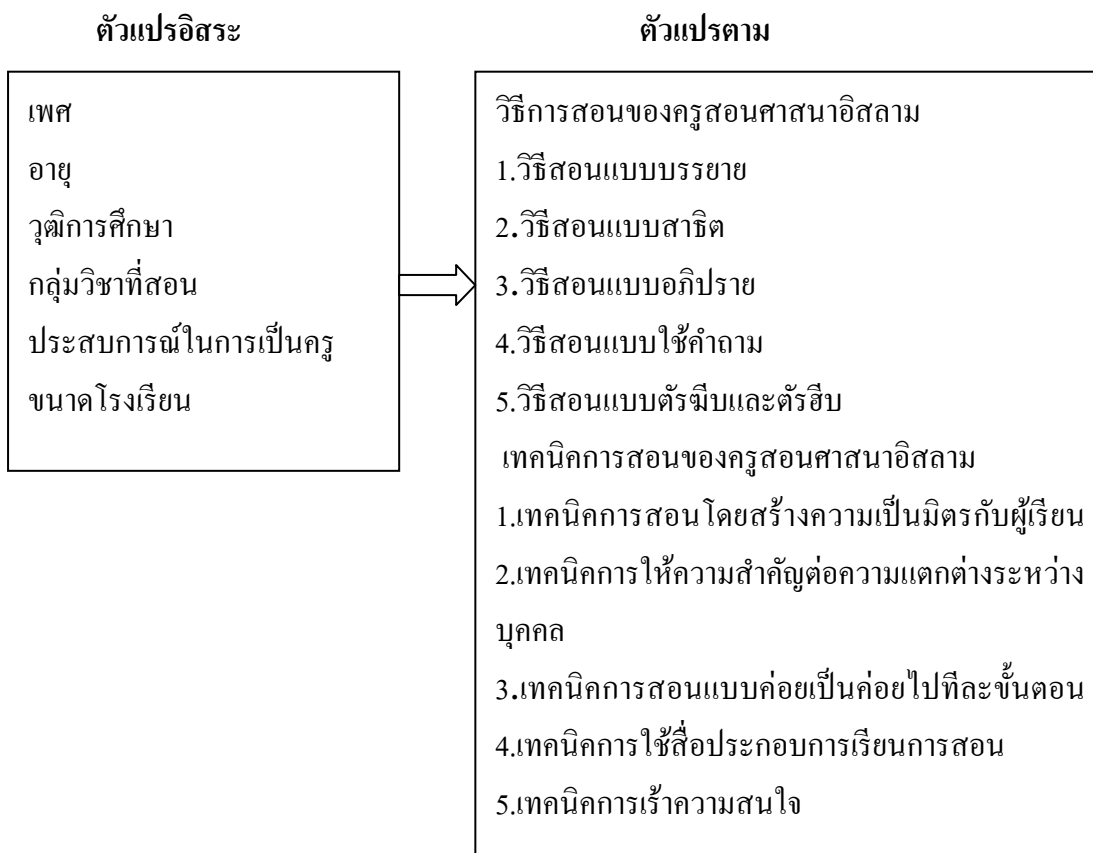 ตัวแปรอิสระ
ตัวแปรตาม
เพศ
อายุ
วุฒิการศึกษา
กลุ่มวิชาที่สอน
ประสบการณ์ในการเป็นครู
ขนาดโรงเรียน
วิธีการสอนของครูสอนศาสนาอิสลาม
1.วิธีสอนแบบบรรยาย
2.วิธีสอนแบบสาธิต
3.วิธีสอนแบบอภิปราย
4.วิธีสอนแบบใช้คำถาม
5.วิธีสอนแบบตัรฆีบและตัรฮีบ
เทคนิคการสอนของครูสอนศาสนาอิสลาม
1.เทคนิคการสอนโดยสร้างความเป็นมิตรกับผู้เรียน
2.เทคนิคการให้ความสำคัญต่อความแตกต่างระหว่าง
บุคคล
3.เทคนิคการสอนแบบค่อยเป็นค่อยไปทีละขั้นตอน
4.เทคนิคการใช้สื่อประกอบการเรียนการสอน
5.เทคนิคการเร้าความสนใจ